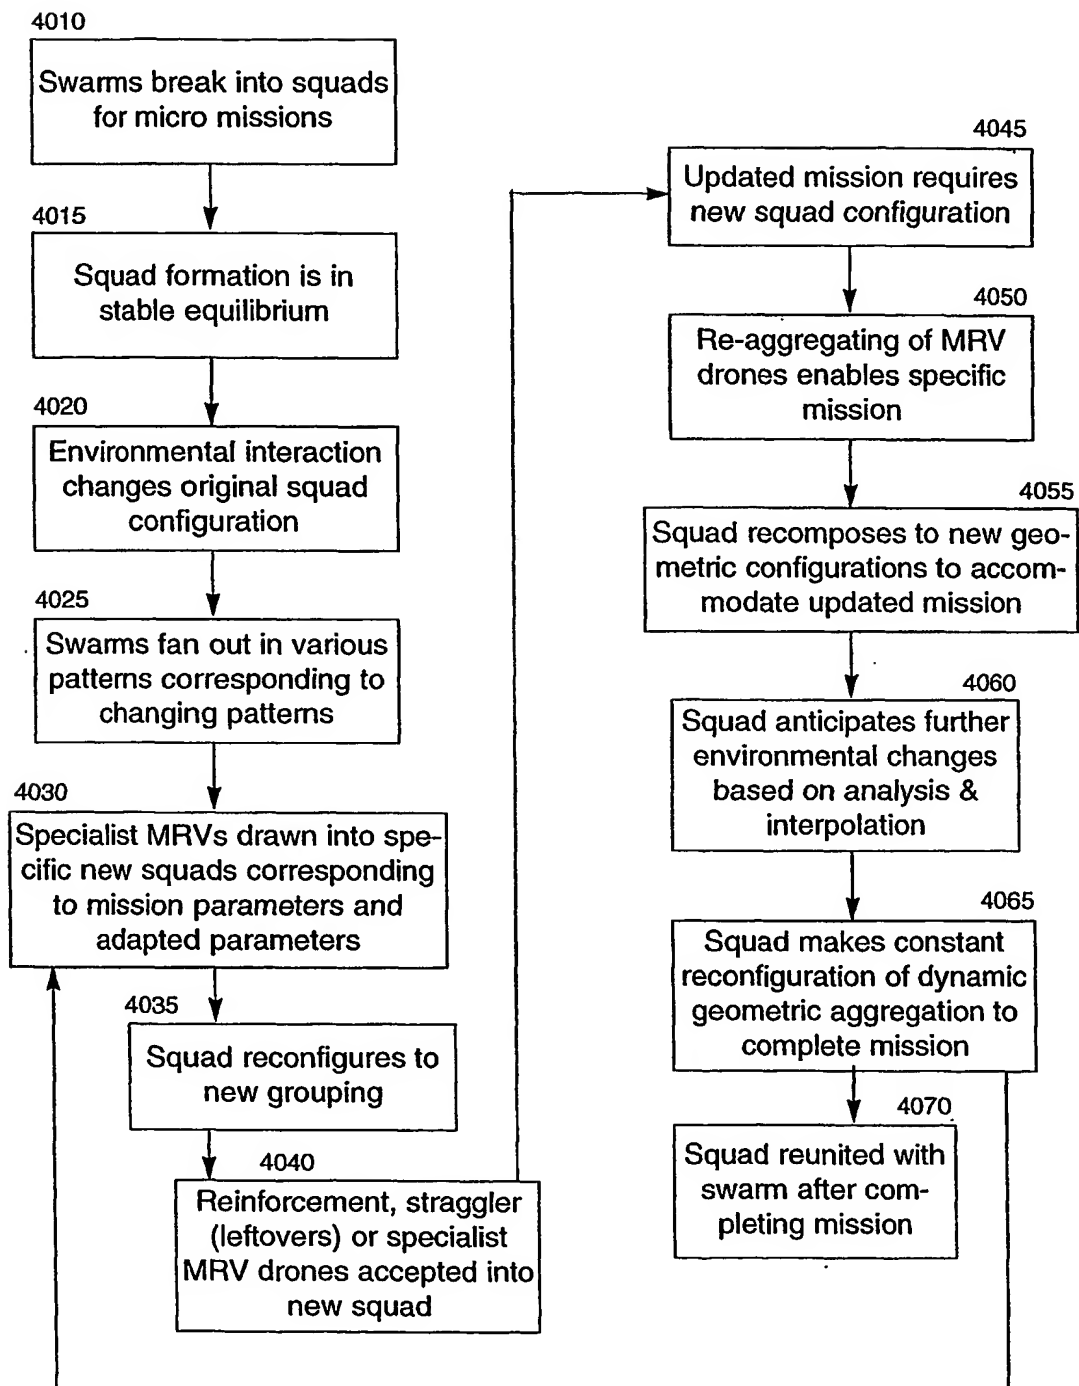 4010
Swarms break into squads
for micro missions
4015
Squad formation is in
stable equilibrium
4020
Environmental interaction
changes original squad
configuration
4025
Swarms fan out in various
patterns corresponding to
changing patterns
4030
Specialist MRVs drawn into spe-
cific new squads corresponding
to mission parameters and
adapted parameters
4035
Squad reconfigures to
new grouping
4040
Reinforcement, straggler
(leftovers) or specialist
MRV drones accepted into
new squad
4045
Updated mission requires
new squad configuration
4050
Re-aggregating of MRV
drones enables specific
mission
4055
Squad recomposes to new geo-
metric configurations to accom-
modate updated mission
4060
Squad anticipates further
environmental changes
based on analysis &
interpolation
4065
Squad makes constant
reconfiguration of dynamic
geometric aggregation to
complete mission
4070
Squad reunited with
swarm after com-
pleting mission